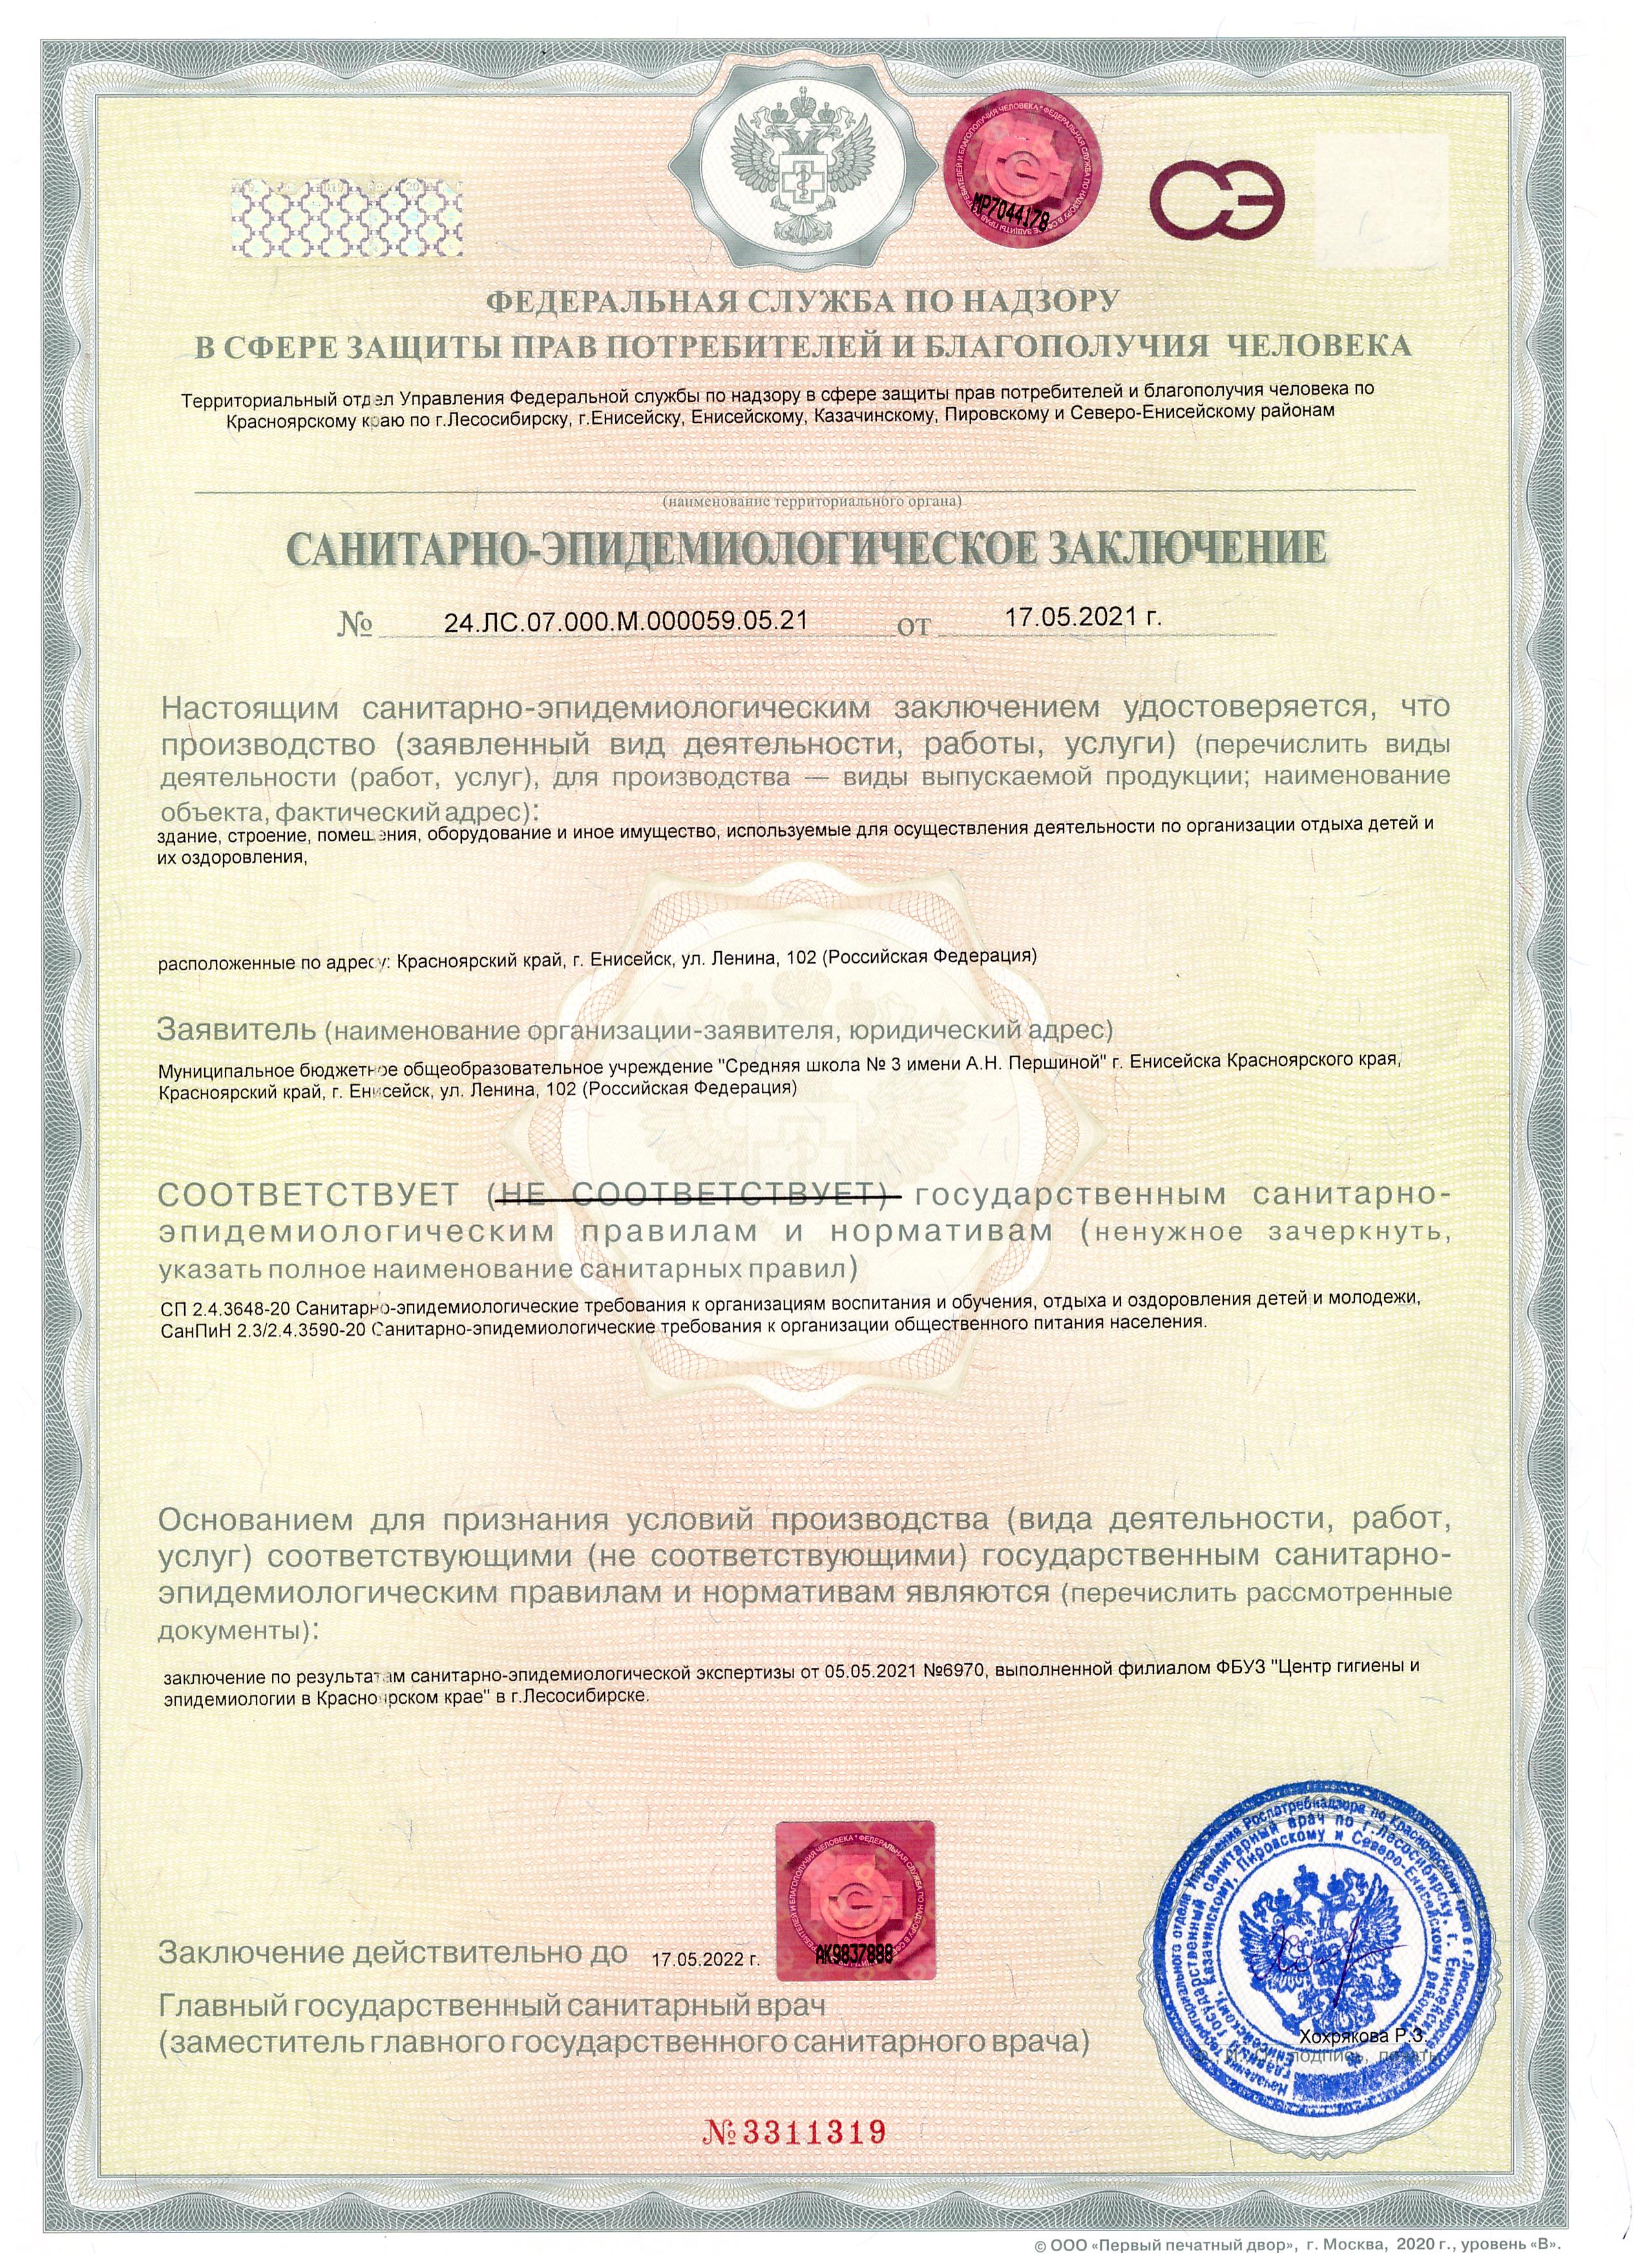 МР7044178
СЭ
ФЕДЕРАЛЬНАЯ СЛУЖБА ПО НАДЗОРУ
В СФЕРЕ ЗАЩИТЫ ПРАВ ПОТРЕБИТЕЛЕЙ И БЛАГОПОЛУЧИЯ ЧЕЛОВЕКА
Территориальный отдел Управления Федеральной службы по надзору в сфере защиты прав потребителей и благополучия человека по
Красноярскому краю по г.Лесосибирску, г.Енисейску, Енисейскому, Казачинскому, Пировскому и Северо-Енисейскому районам
(наименование территориального органа)
САНИТАРНО-ЭПИДЕМИОЛОГИЧЕСКОЕ ЗАКЛЮЧЕНИЕ
№ 24.ЛС.07.000.М.000059.05.21 от 17.05.2021 г.
Настоящим санитарно-эпидемиологическим заключением удостоверяется, что
производство (заявленный вид деятельности, работы, услуги) (перечислить виды
деятельности (работ, услуг), для производства — виды выпускаемой продукции; наименование
объекта, фактический адрес):
здание, строение, помещения, оборудование и иное имущество, используемые для осуществления деятельности по организации отдыха детей и
их оздоровления,
расположенные по адресу: Красноярский край, г. Енисейск, ул. Ленина, 102 (Российская Федерация)
Заявитель (наименование организации-заявителя, юридический адрес)
Муниципальное бюджетное общеобразовательное учреждение "Средняя школа № 3 имени А.Н. Першиной" г. Енисейска Красноярского края,
Красноярский край, г. Енисейск, ул. Ленина, 102 (Российская Федерация)
СООТВЕТСТВУЕТ (НЕ СООТВЕТСТВУЕТ) государственным санитарно-
эпидемиологическим правилам и нормативам (ненужное зачеркнуть,
указать полное наименование санитарных правил)
СП 2.4.3648-20 Санитарно-эпидемиологические требования к организациям воспитания и обучения, отдыха и оздоровления детей и молодежи,
СанПиН 2.3/2.4.3590-20 Санитарно-эпидемиологические требования к организации общественного питания населения.
Основанием для признания условий производства (вида деятельности, работ,
услуг) соответствующими (не соответствующими) государственным санитарно-
эпидемиологическим правилам и нормативам являются (перечислить рассмотренные
документы):
заключение по результатам санитарно-эпидемиологической экспертизы от 05.05.2021 №6970, выполненной филиалом ФБУЗ "Центр гигиены и
эпидемиологии в Красноярском крае" в г.Лесосибирске.
АК9837888
Заключение действительно до 17.05.2022 г.
Главный государственный санитарный врач
(заместитель главного государственного санитарного врача)
Хохрякова Р.З.
подпись, печать
№3311319
© ООО «Первый печатный двор», г. Москва, 2020 г., уровень «В».